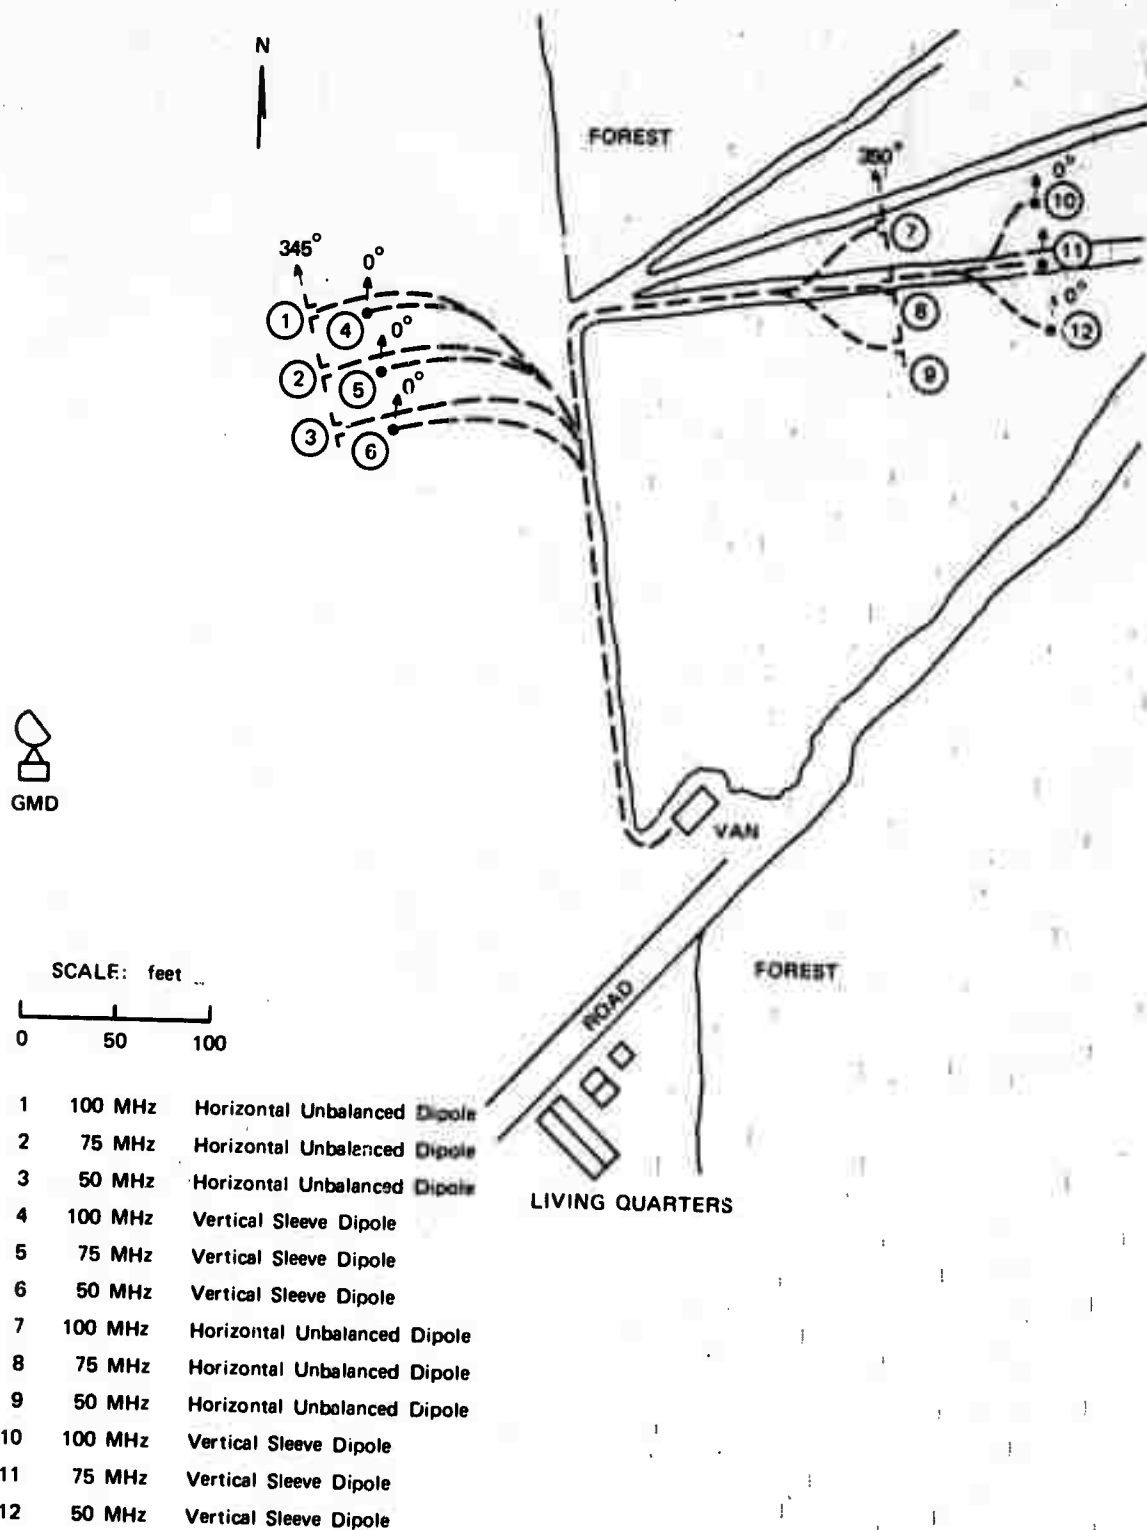 N
FOREST
350°
0°
10
7
11
345°
0°
8
0°
12
1
4
0°
2
5
0°
9
3
6
GMD
VAN
SCALE: feet
0 50 100
ROAD
FOREST
LIVING QUARTERS
1 100 MHz Horizontal Unbalanced Dipole
2 75 MHz Horizontal Unbalanced Dipole
3 50 MHz Horizontal Unbalanced Dipole
4 100 MHz Vertical Sleeve Dipole
5 75 MHz Vertical Sleeve Dipole
6 50 MHz Vertical Sleeve Dipole
7 100 MHz Horizontal Unbalanced Dipole
8 75 MHz Horizontal Unbalanced Dipole
9 50 MHz Horizontal Unbalanced Dipole
10 100 MHz Vertical Sleeve Dipole
11 75 MHz Vertical Sleeve Dipole
12 50 MHz Vertical Sleeve Dipole